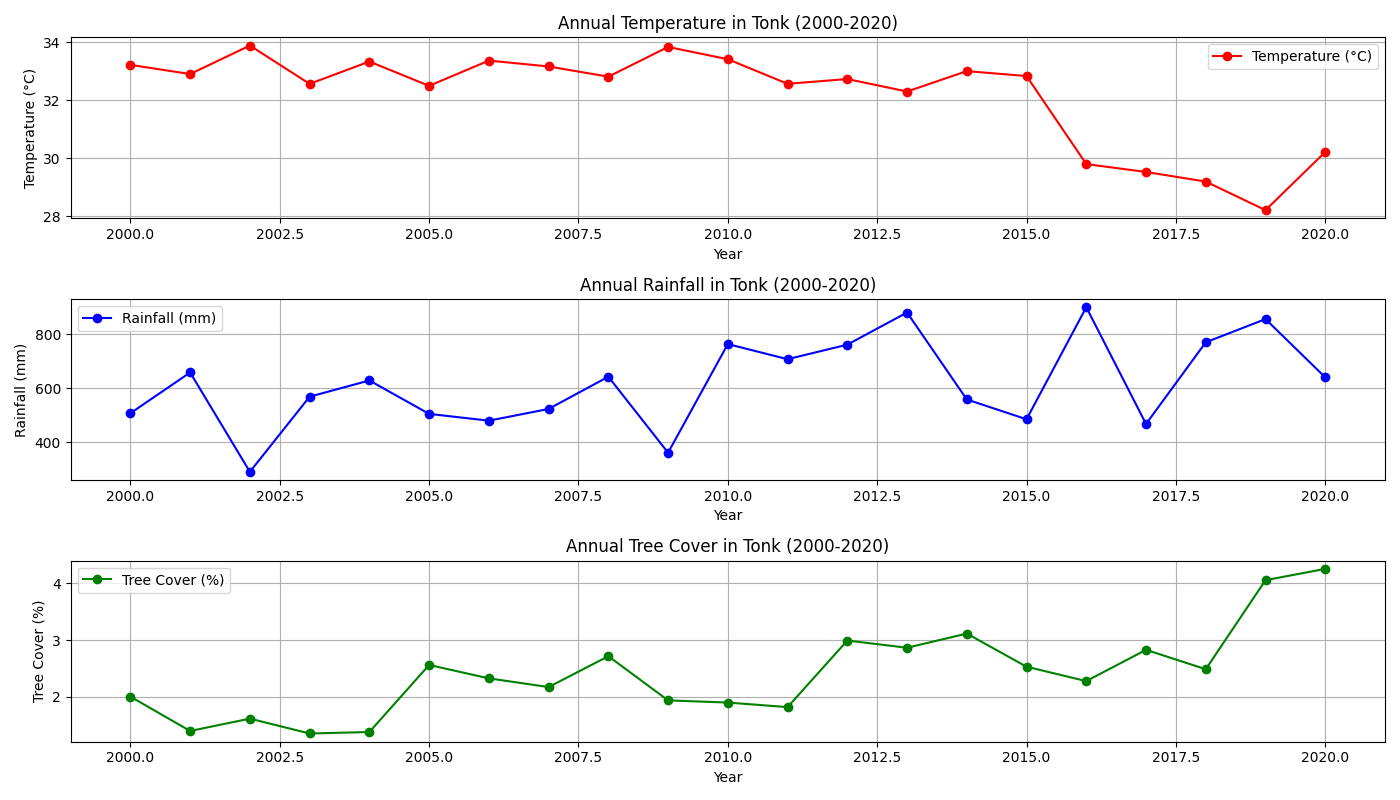 Annual Temperature in Tonk (2000-2020)
34
32
30
28
Temperature (°C)
Temperature (°C)
2000.0 2002.5 2005.0 2007.5 2010.0 2012.5 2015.0 2017.5 2020.0
Year
Annual Rainfall in Tonk (2000-2020)
800
600
400
Rainfall (mm)
Rainfall (mm)
2000.0 2002.5 2005.0 2007.5 2010.0 2012.5 2015.0 2017.5 2020.0
Year
Annual Tree Cover in Tonk (2000-2020)
4
3
2
Tree Cover (%)
Tree Cover (%)
2000.0 2002.5 2005.0 2007.5 2010.0 2012.5 2015.0 2017.5 2020.0
Year